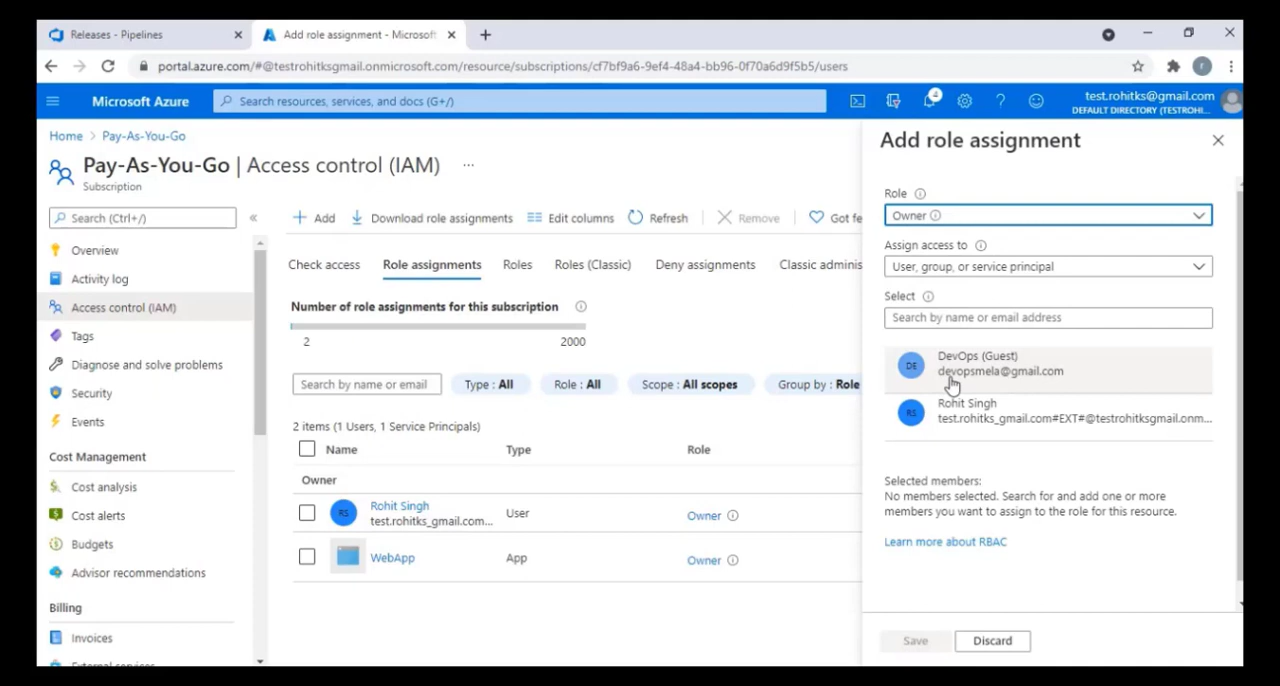 Releases - Pipelines
Add role assignment - Microsoft
portal.azure.com/#@testrohitksgmail.onmicrosoft.com/resource/subscriptions/cf7bf9a6-9ef4-48a4-bb96-0f70a6d9f5b5/users
r
Microsoft Azure
Search resources, services, and docs (G+/)
4
test.rohitks@gmail.com
DEFAULT DIRECTORY (TESTROHI...
Home > Pay-As-You-Go
Pay-As-You-Go | Access control (IAM) ...
Subscription
Search (Ctrl+/)
«
Add
Download role assignments
Edit columns
Refresh
Remove
Got fe
Overview
Activity log
Access control (IAM)
Tags
Diagnose and solve problems
Security
Events
Cost Management
Cost analysis
Cost alerts
Budgets
Advisor recommendations
Billing
Invoices
External services
Check access
Role assignments
Roles
Roles (Classic)
Deny assignments
Classic adminis
Number of role assignments for this subscription
2
2000
Search by name or email
Type : All
Role : All
Scope : All scopes
Group by : Role
2 items (1 Users, 1 Service Principals)
Name
Type
Role
Owner
RS
Rohit Singh
test.rohitks_gmail.com...
User
Owner
WebApp
App
Owner
Add role assignment
Role
Owner
Assign access to
User, group, or service principal
Select
Search by name or email address
DE
DevOps (Guest)
devopsmela@gmail.com
RS
Rohit Singh
test.rohitks_gmail.com#EXT#@testrohitksgmail.onm...
Selected members:
No members selected. Search for and add one or more
members you want to assign to the role for this resource.
Learn more about RBAC
Save
Discard